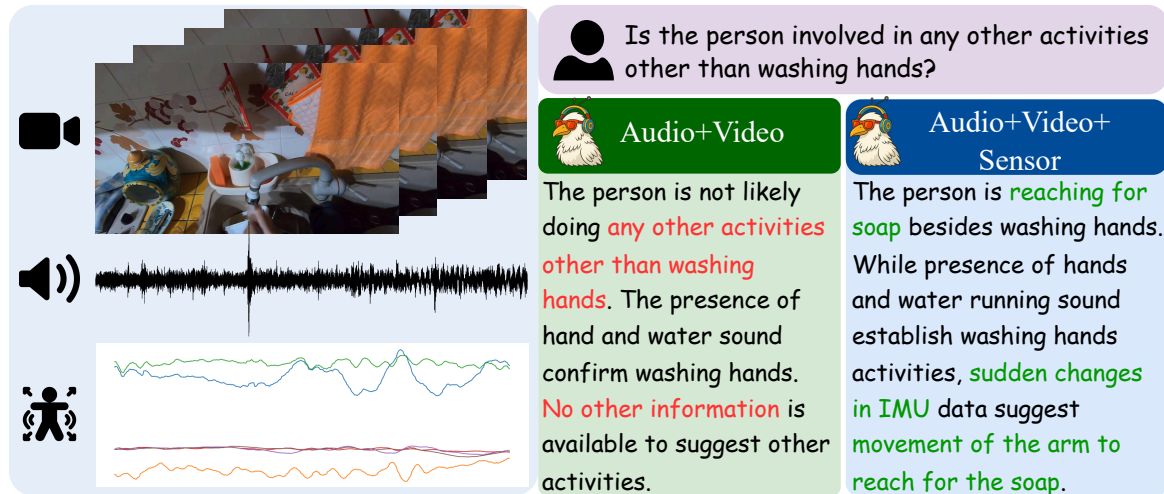 Is the person involved in any other activities
other than washing hands?
Audio+Video
The person is not likely
doing any other activities
other than washing
hands. The presence of
hand and water sound
confirm washing hands.
No other information is
available to suggest other
activities.
Audio+Video+
Sensor
The person is reaching for
soap besides washing hands.
While presence of hands
and water running sound
establish washing hands
activities, sudden changes
in IMU data suggest
movement of the arm to
reach for the soap.